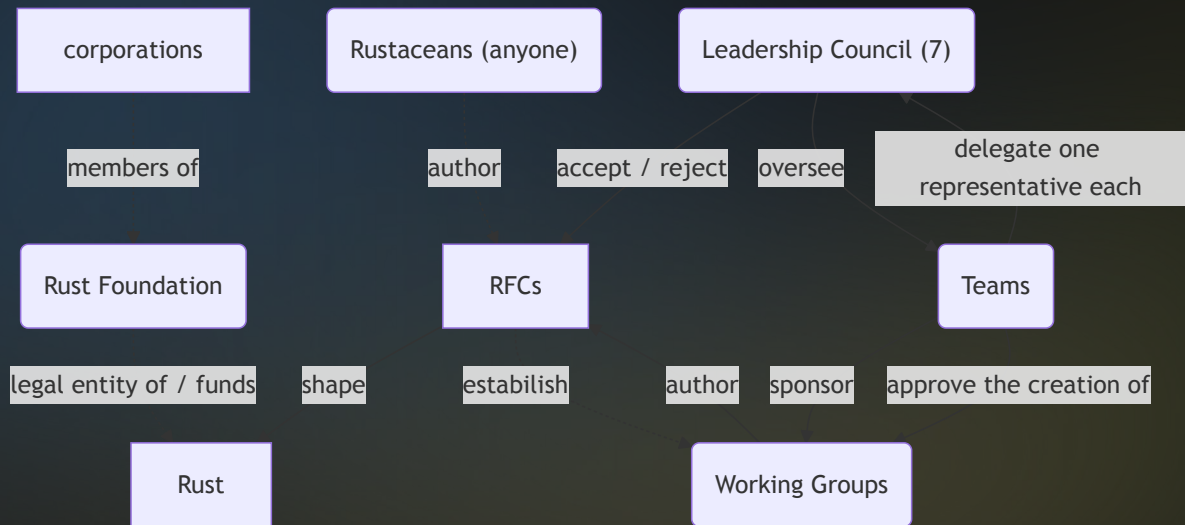 corporations
Rustaceans (anyone)
Leadership Council (7)
members of
author
accept / reject
oversee
delegate one
representative each
Rust Foundation
RFCs
Teams
legal entity of / funds
shape
estabilish
author
sponsor
approve the creation of
Rust
Working Groups